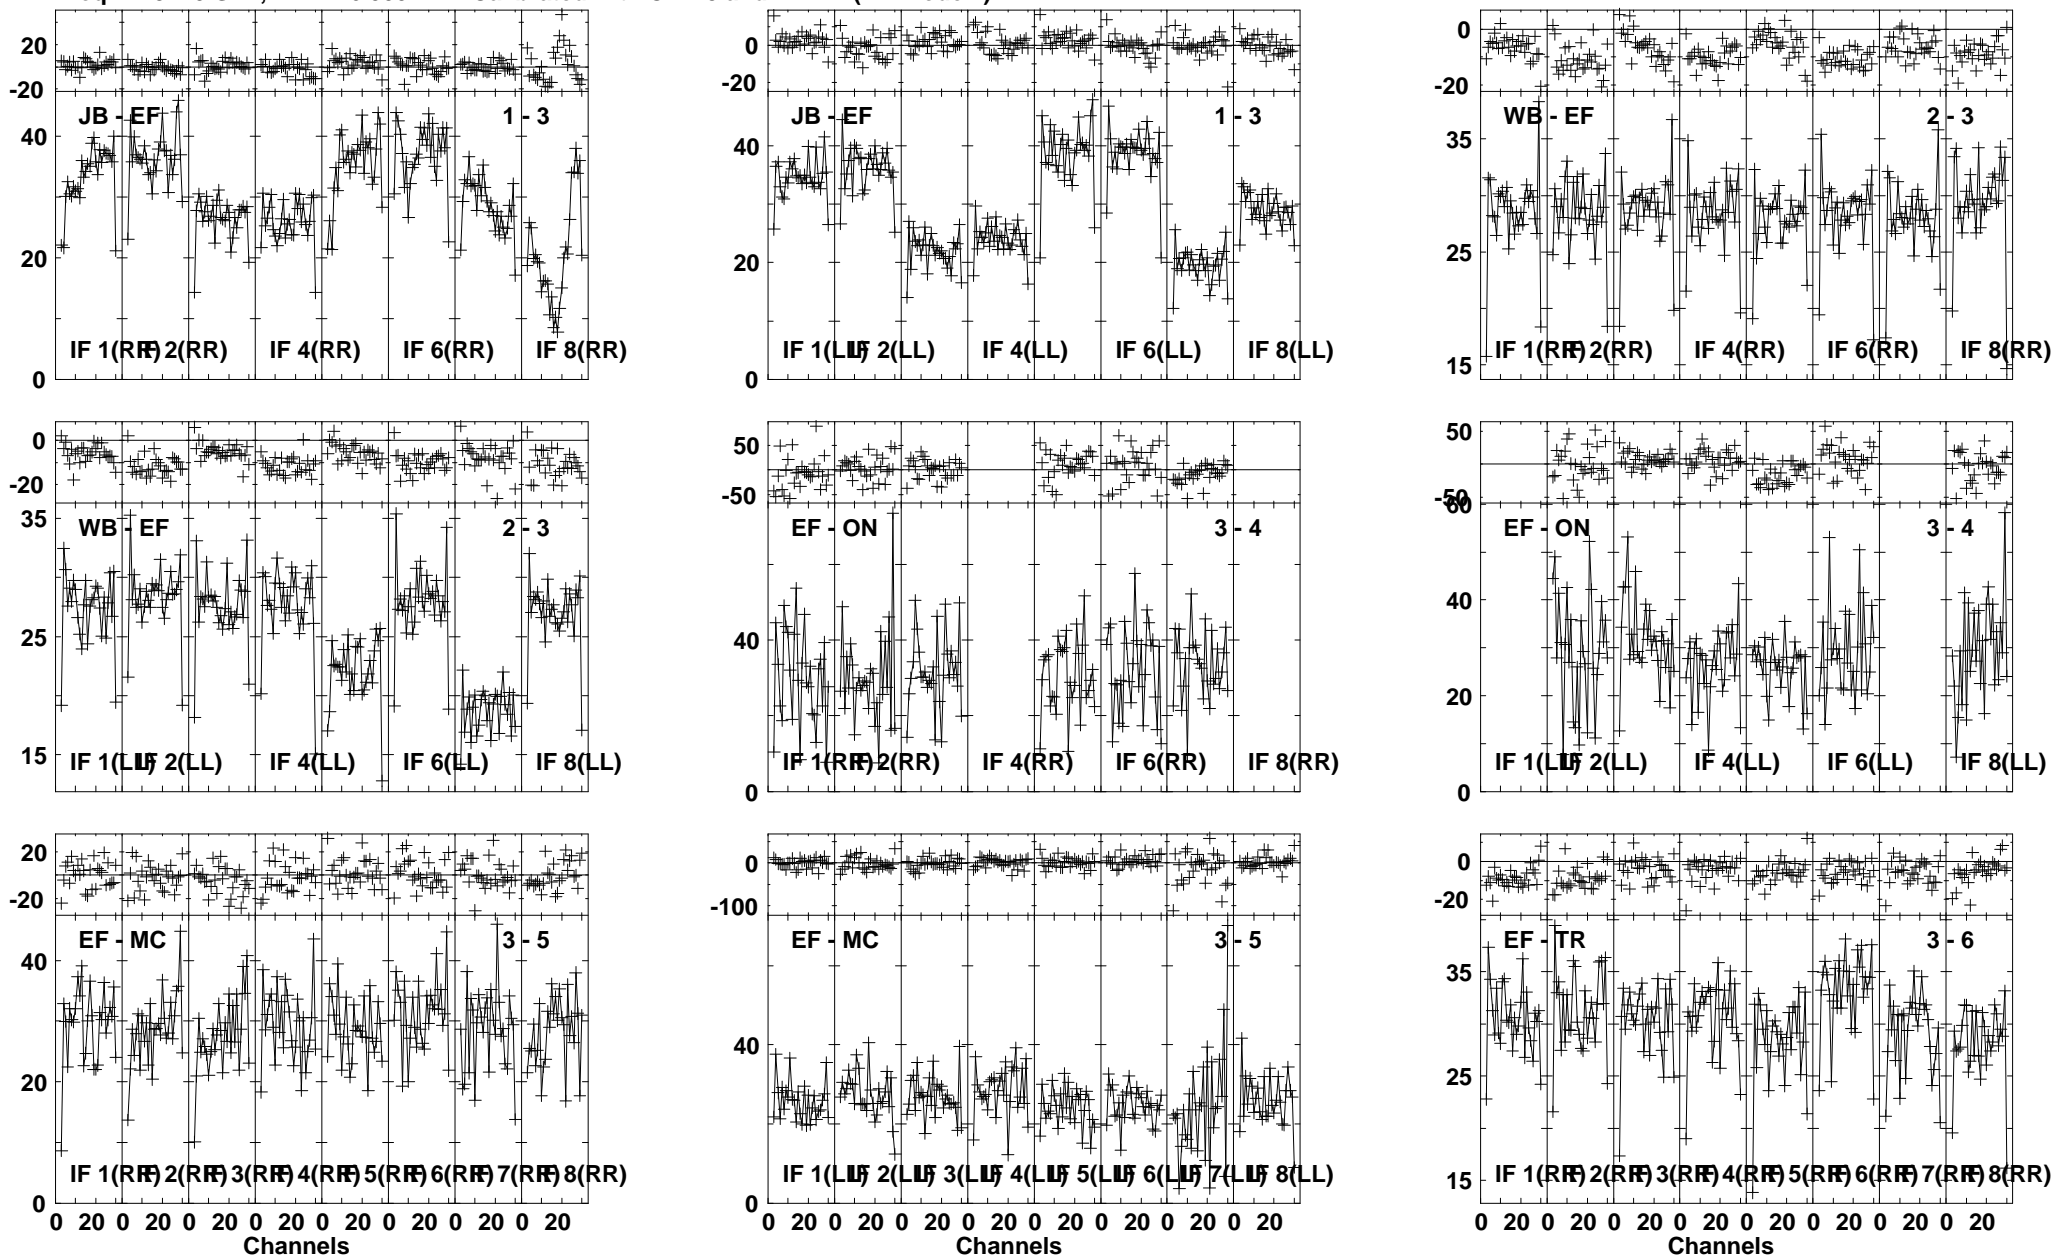 20
0
-20
JB - EF
1 - 3
40
20
0
IF 1(RR)
IF 2(RR)
IF 4(RR)
IF 6(RR)
IF 8(RR)
0
-20
JB - EF
1 - 3
40
20
0
IF 1(LL)
IF 2(LL)
IF 4(LL)
IF 6(LL)
IF 8(LL)
0
-20
WB - EF
2 - 3
35
25
15
IF 1(RR)
IF 2(RR)
IF 4(RR)
IF 6(RR)
IF 8(RR)
0
-20
WB - EF
2 - 3
35
25
15
IF 1(LL)
IF 2(LL)
IF 4(LL)
IF 6(LL)
IF 8(LL)
50
-50
EF - ON
3 - 4
40
0
IF 1(RR)
IF 2(RR)
IF 4(RR)
IF 6(RR)
IF 8(RR)
50
-50
60
EF - ON
3 - 4
40
20
0
IF 1(LL)
IF 2(LL)
IF 4(LL)
IF 6(LL)
IF 8(LL)
20
-20
EF - MC
3 - 5
40
20
0
IF 1(RR)
IF 2(RR)
IF 3(RR)
IF 4(RR)
IF 5(RR)
IF 6(RR)
IF 7(RR)
IF 8(RR)
0 20 0 20 0 20 0 20 0 20 0 20 0 20 0 20
Channels
0
-100
EF - MC
3 - 5
40
0
IF 1(LL)
IF 2(LL)
IF 3(LL)
IF 4(LL)
IF 5(LL)
IF 6(LL)
IF 7(LL)
IF 8(LL)
0 20 0 20 0 20 0 20 0 20 0 20 0 20 0 20
Channels
0
-20
EF - TR
3 - 6
35
25
15
IF 1(RR)
IF 2(RR)
IF 3(RR)
IF 4(RR)
IF 5(RR)
IF 6(RR)
IF 7(RR)
IF 8(RR)
0 20 0 20 0 20 0 20 0 20 0 20 0 20 0 20
Channels